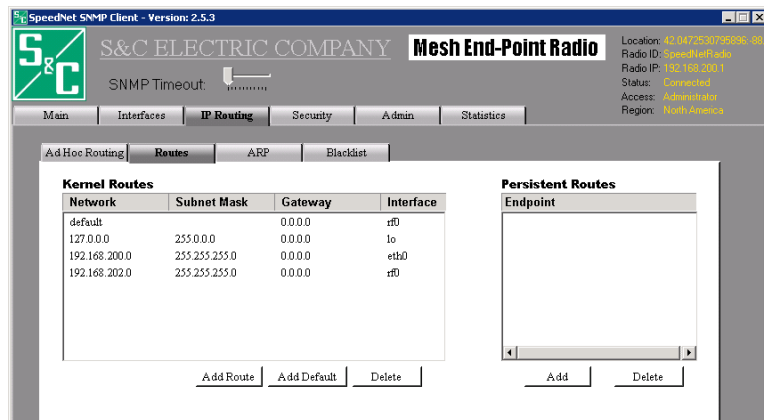 SpeedNet SNMP Client - Version: 2.5.3
S&C
S&C ELECTRIC COMPANY
Mesh End-Point Radio
SNMP Timeout:
Location: 42.0472530795896:-88.
Radio ID: SpeedNetRadio
Radio IP: 192.168.200.1
Status: Connected
Access: Administrator
Region: North America
Main Interfaces IP Routing Security Admin Statistics
Ad Hoc Routing Routes ARP Blacklist
Kernel Routes
Network Subnet Mask Gateway Interface
default 0.0.0.0 rf0
127.0.0.0 255.0.0.0 0.0.0.0 lo
192.168.200.0 255.255.255.0 0.0.0.0 eth0
192.168.202.0 255.255.255.0 0.0.0.0 rf0
Add Route Add Default Delete
Persistent Routes
Endpoint
Add Delete